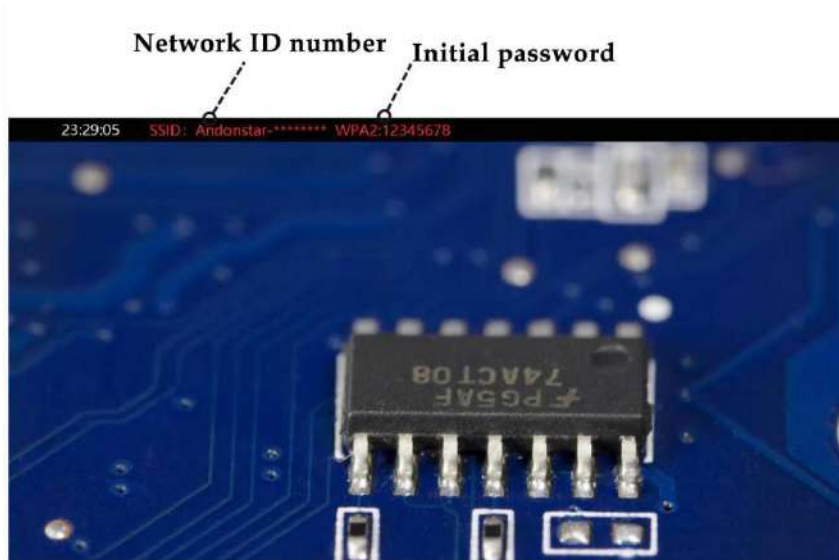 Network ID number
Initial password
23:29:05 SSID: Andonstar-******** WPA2:12345678
PG5AF
74ACT08